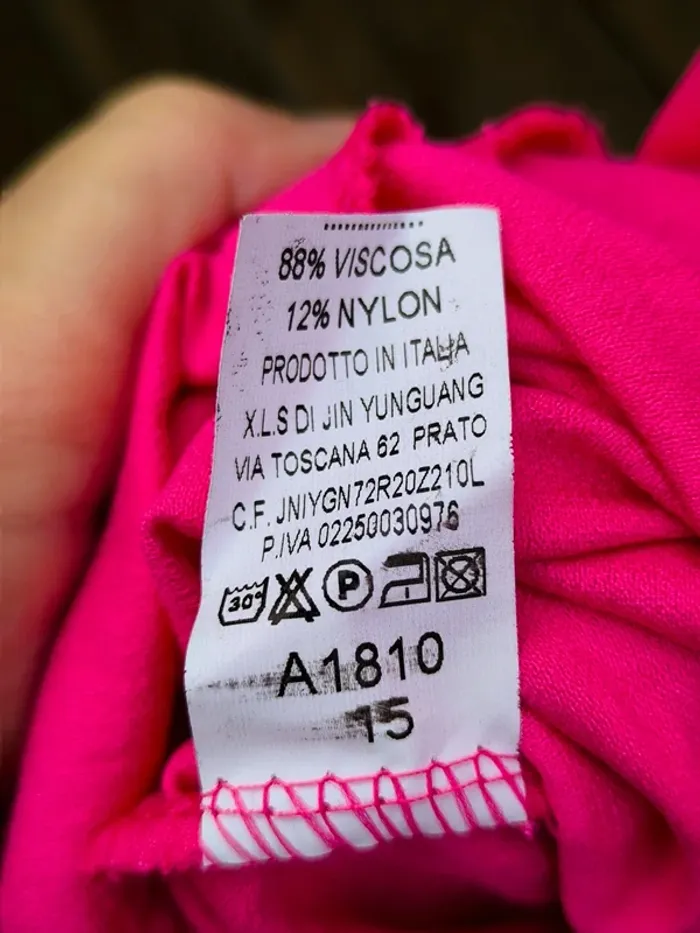 88% VISCOSA
12% NYLON
PRODOTTO IN ITALIA
X.L.S DI JIN YUNGUANG
VIA TOSCANA 62 PRATO
C.F. JNIYGN72R20Z210L
P.IVA 02250030976
30° P
A1810
15